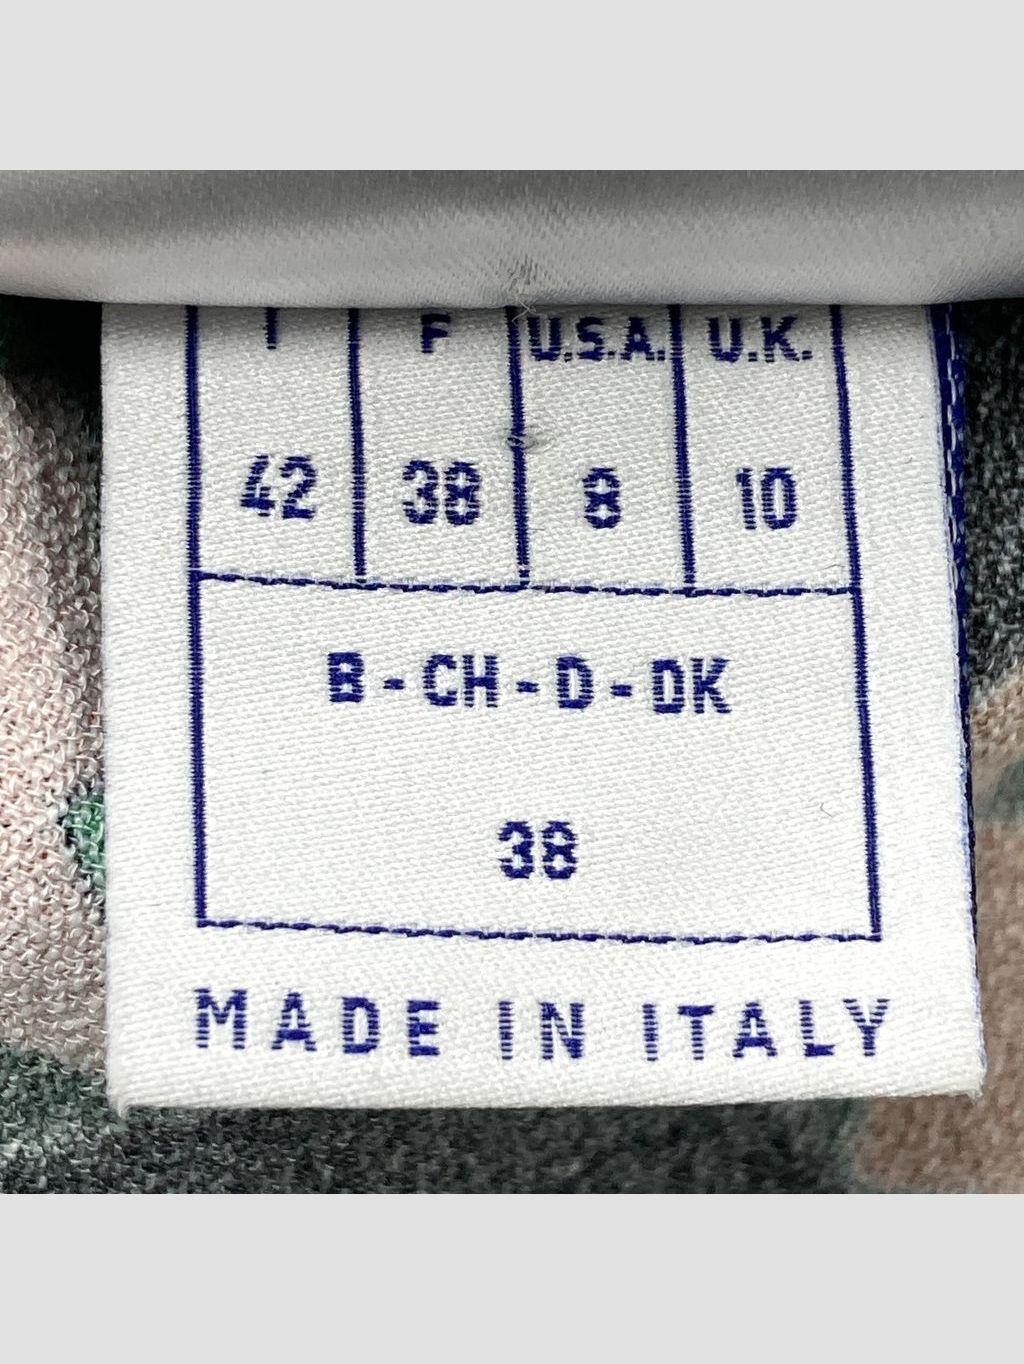 I F U.S.A. U.K.
42 38 8 10
B-CH-D-DK
38
MADE IN ITALY